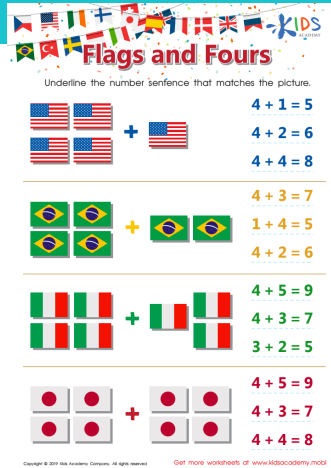 KIDS
ACADEMY
Flags and Fours
Underline the number senfence that matches the picture.
4 + 1 = 5
4 + 2 = 6
4 + 4 = 8
4 + 3 = 7
1 + 4 = 5
4 + 2 = 6
4 + 5 = 9
4 + 3 = 7
3 + 2 = 5
4 + 5 = 9
4 + 3 = 7
4 + 4 = 8
Copyright © 2019 Kids Academy Company. All rights reserved
Get more worksheets at www.kidsacademy.mobi